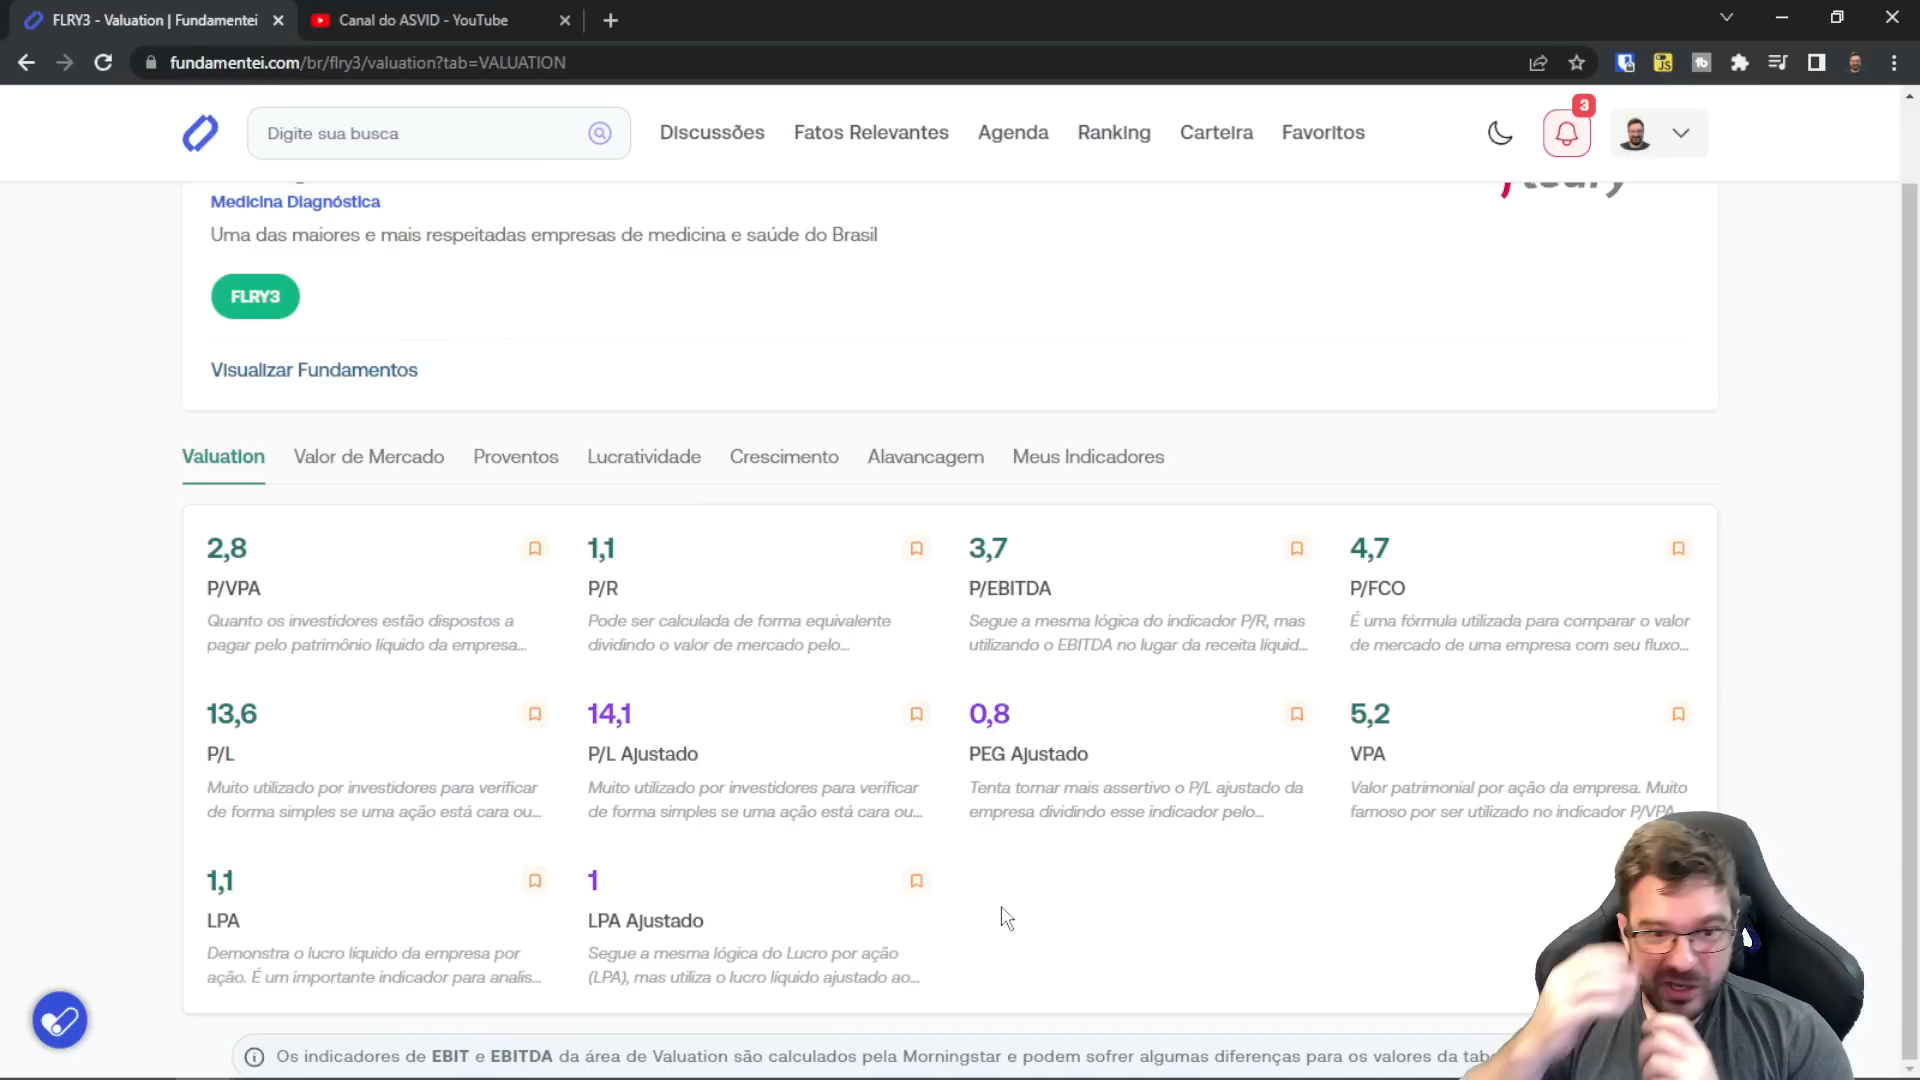 FLRY3 - Valuation | Fundamentei
Canal do ASVID - YouTube
fundamentei.com/br/flry3/valuation?tab=VALUATION
Digite sua busca
Discussões
Fatos Relevantes
Agenda
Ranking
Carteira
Favoritos
3
Medicina Diagnóstica
Uma das maiores e mais respeitadas empresas de medicina e saúde do Brasil
FLRY3
Visualizar Fundamentos
Valuation
Valor de Mercado
Proventos
Lucratividade
Crescimento
Alavancagem
Meus Indicadores
2,8
P/VPA
Quanto os investidores estão dispostos a
pagar pelo patrimônio líquido da empresa...
1,1
P/R
Pode ser calculada de forma equivalente
dividindo o valor de mercado pelo...
3,7
P/EBITDA
Segue a mesma lógica do indicador P/R, mas
utilizando o EBITDA no lugar da receita líquid...
4,7
P/FCO
É uma fórmula utilizada para comparar o valor
de mercado de uma empresa com seu fluxo...
13,6
P/L
Muito utilizado por investidores para verificar
de forma simples se uma ação está cara ou...
14,1
P/L Ajustado
Muito utilizado por investidores para verificar
de forma simples se uma ação está cara ou...
0,8
PEG Ajustado
Tenta tornar mais assertivo o P/L ajustado da
empresa dividindo esse indicador pelo...
5,2
VPA
Valor patrimonial por ação da empresa. Muito
famoso por ser utilizado no indicador P/VPA
1,1
LPA
Demonstra o lucro líquido da empresa por
ação. É um importante indicador para analis...
1
LPA Ajustado
Segue a mesma lógica do Lucro por ação
(LPA), mas utiliza o lucro líquido ajustado ao...
Os indicadores de EBIT e EBITDA da área de Valuation são calculados pela Morningstar e podem sofrer algumas diferenças para os valores da